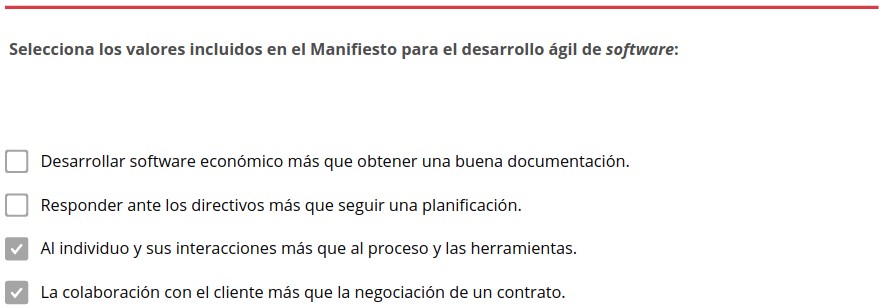 Selecciona los valores incluidos en el Manifiesto para el desarrollo ágil de software:
Desarrollar software económico más que obtener una buena documentación.
Responder ante los directivos más que seguir una planificación.
Al individuo y sus interacciones más que al proceso y las herramientas.
La colaboración con el cliente más que la negociación de un contrato.